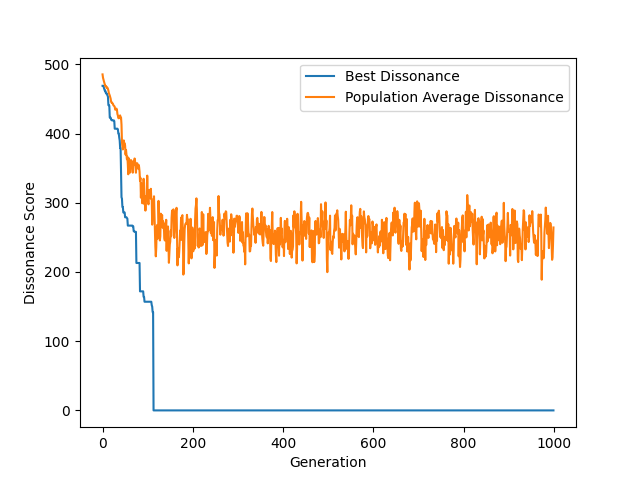 Best Dissonance
Population Average Dissonance
Dissonance Score
500
400
300
200
100
0
0 200 400 600 800 1000
Generation